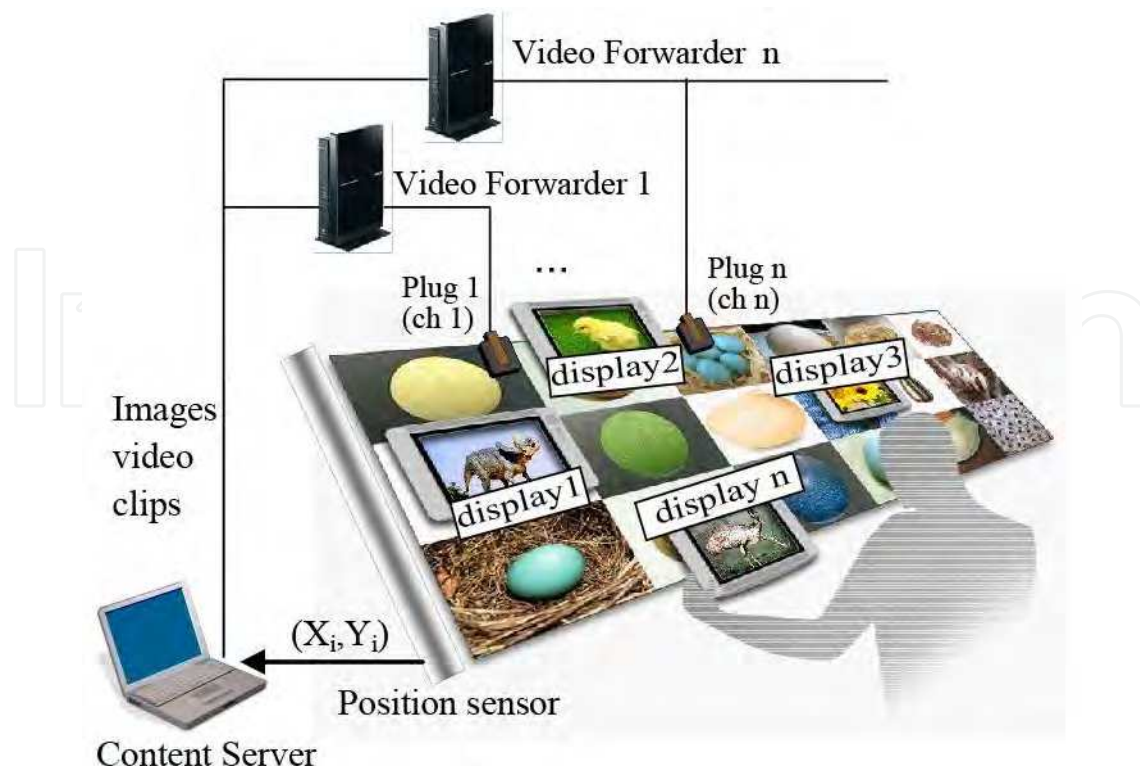 Video Forwarder n
Video Forwarder 1
...
Plug 1
(ch 1)
Plug n
(ch n)
display2
display3
display1
display n
Images
video
clips
(Xi,Yi)
Position sensor
Content Server